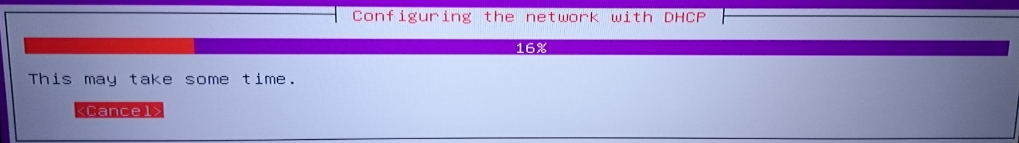 Configuring the network with DHCP
16%
This may take some time.
<Cancel>